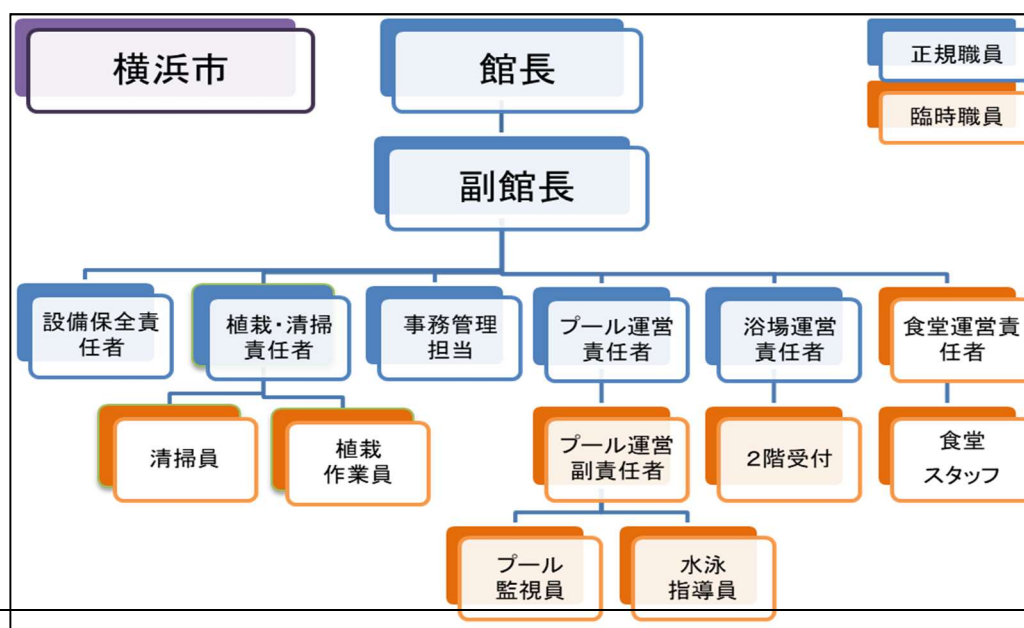 横浜市
館長
正規職員
臨時職員
副館長
設備保全責
任者
植栽・清掃
責任者
事務管理
担当
プール運営
責任者
浴場運営
責任者
食堂運営責
任者
清掃員
植栽
作業員
プール運営
副責任者
2階受付
食堂
スタッフ
プール
監視員
水泳
指導員